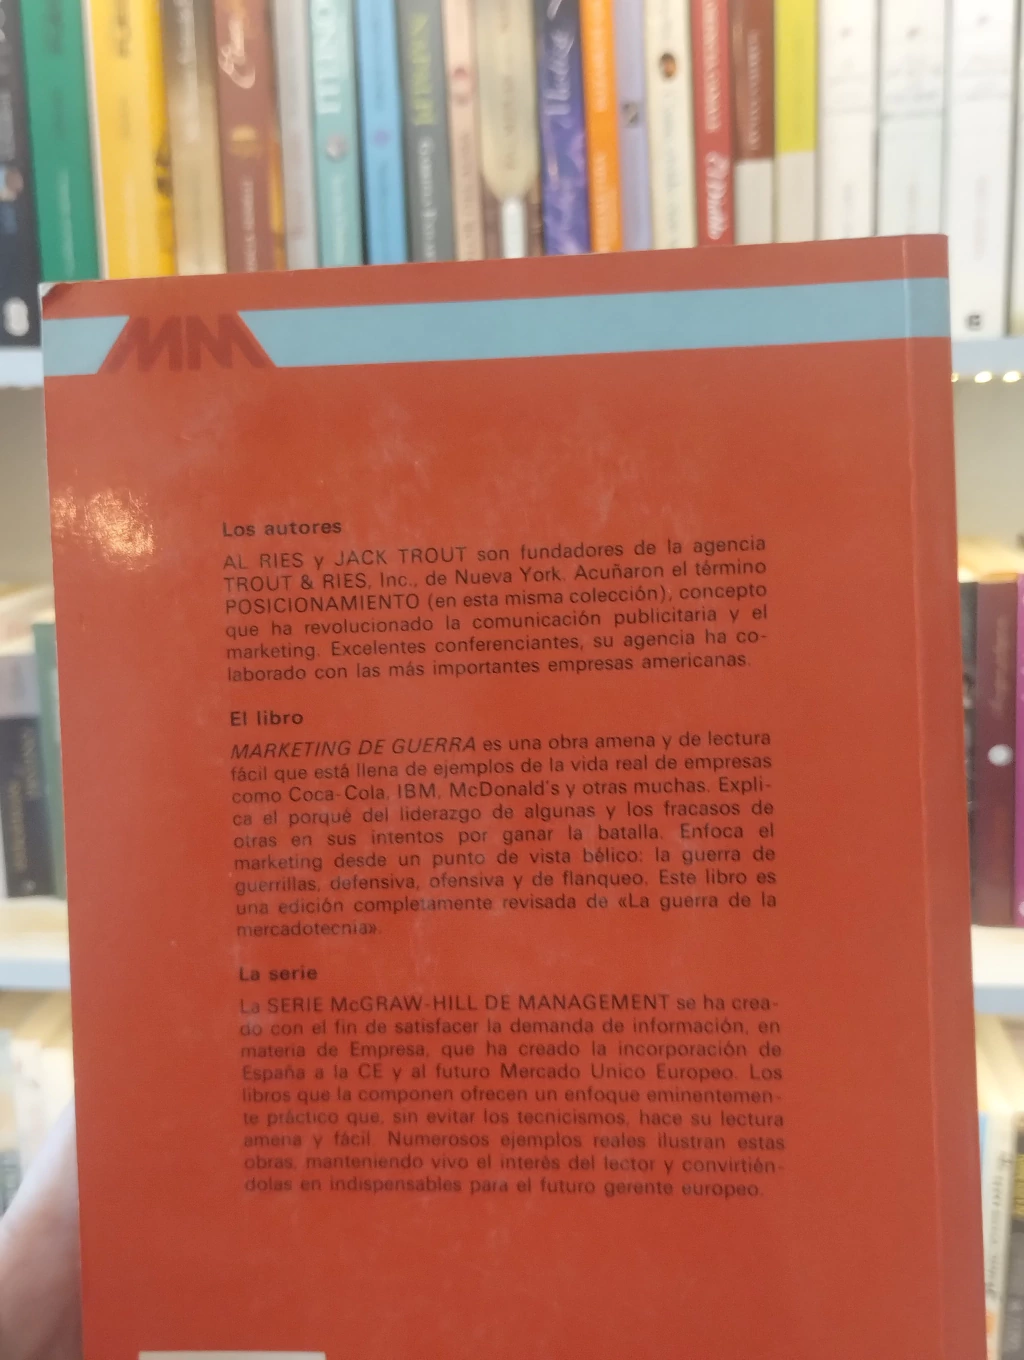 MM
Los autores
AL RIES y JACK TROUT son fundadores de la agencia
TROUT & RIES, Inc., de Nueva York. Acuñaron el término
POSICIONAMIENTO (en esta misma colección), concepto
que ha revolucionado la comunicación publicitaria y el
marketing. Excelentes conferenciantes, su agencia ha co-
laborado con las más importantes empresas americanas.
El libro
MARKETING DE GUERRA es una obra amena y de lectura
fácil que está llena de ejemplos de la vida real de empresas
como Coca-Cola, IBM, McDonald's y otras muchas. Expli-
ca el porqué del liderazgo de algunas y los fracasos de
otras en sus intentos por ganar la batalla. Enfoca el
marketing desde un punto de vista bélico: la guerra de
guerrillas, defensiva, ofensiva y de flanqueo. Este libro es
una edición completamente revisada de «La guerra de la
mercadotecnia».
La serie
La SERIE McGRAW-HILL DE MANAGEMENT se ha crea-
do con el fin de satisfacer la demanda de información, en
materia de Empresa, que ha creado la incorporación de
España a la CE y al futuro Mercado Unico Europeo. Los
libros que la componen ofrecen un enfoque eminentemen-
te práctico que, sin evitar los tecnicismos, hace su lectura
amena y fácil. Numerosos ejemplos reales ilustran estas
obras, manteniendo vivo el interés del lector y convirtién-
dolas en indispensables para el futuro gerente europeo.